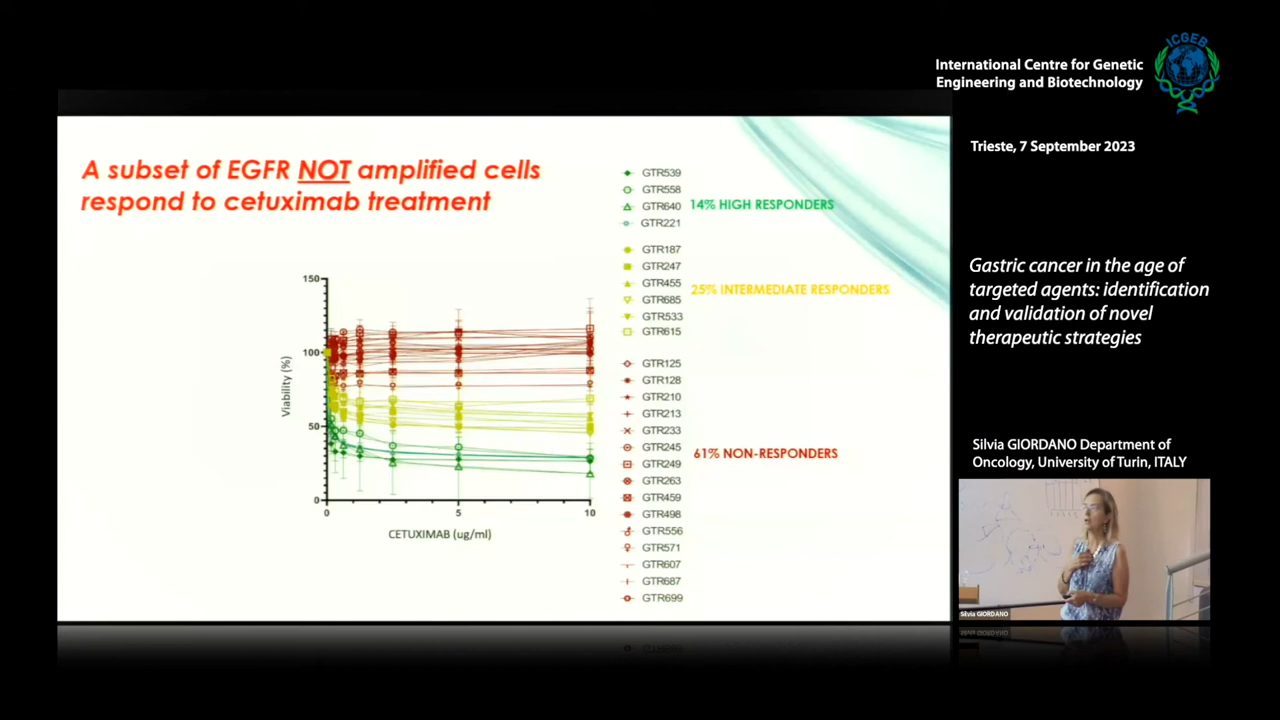 ICGEB
International Centre for Genetic
Engineering and Biotechnology
Trieste, 7 September 2023
Gastric cancer in the age of
targeted agents: identification
and validation of novel
therapeutic strategies
Silvia GIORDANO Department of
Oncology, University of Turin, ITALY
Silvia GIORDANO
A subset of EGFR NOT amplified cells
respond to cetuximab treatment
GTR539
GTR558
GTR640
GTR221
14% HIGH RESPONDERS
GTR187
GTR247
GTR455
GTR685
GTR533
GTR615
25% INTERMEDIATE RESPONDERS
GTR125
GTR128
GTR210
GTR213
GTR233
GTR245
GTR249
GTR263
GTR459
GTR498
GTR556
GTR571
GTR607
GTR687
GTR699
61% NON-RESPONDERS
Viability (%)
150
100
50
0
0 5 10
CETUXIMAB (ug/ml)